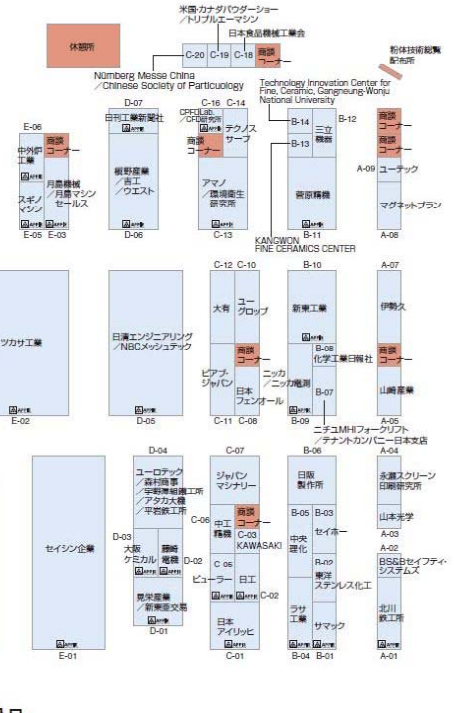 米国・カナダパウダーショー
／トリプルエーマシン
日本食品機械工業会
休憩所
C-20
C-19
C-18
商談
コーナー
粉体技術総覧
配布所
Nürnberg Messe China
/Chinese Society of Particuology
Technology Innovation Center for
Fine, Ceramic, Gangneung-Wonju
National University
D-07
日刊工業新聞社
C-16
C-14
CPFDLab.
／CFD研究所
テクノス
サーブ
商談
コーナー
B-14
B-13
三立
機器
B-12
商談
コーナー
商談
コーナー
E-06
中外炉
工業
商談
コーナー
スギノ
マシン
月島機械
／月島マシン
セールス
E-05
E-03
槇野産業
／吉工
／ウエスト
D-06
アマノ
／環境衛生
研究所
C-13
菅原精機
B-11
KANGWON
FINE CERAMICS CENTER
A-09
ユーテック
マグネットプラン
A-08
C-12
C-10
B-10
A-07
ツカサ工業
E-02
日清エンジニアリング
／NBCメッシュテック
D-05
大有
ユー
グロップ
ピアブ・
ジャパン
商談
コーナー
日本
フェンオール
C-11
C-08
新東工業
B-08
化学工業日報社
ニッカ
／ニッカ電測
B-07
B-09
ニチユMHIフォークリフト
／テナントカンパニー日本支店
伊勢久
商談
コーナー
山崎産業
A-05
D-04
C-07
B-06
A-04
セイシン企業
E-01
ユーロテック
／森村商事
／宇野澤組鐵工所
／アタカ大機
／平岩鉄工所
D-03
大阪
ケミカル
藤崎
電機
D-02
晃栄産業
／新東亜交易
D-01
ジャパン
マシナリー
C-06
中工
精機
商談
コーナー
C-03
KAWASAKI
C-05
ビューラー
日工
C-02
日本
アイリッヒ
C-01
日阪
製作所
B-05
B-03
中央
理化
セイホー
B-02
東洋
ステンレス化工
ラサ
工業
サマック
B-04
B-01
永瀬スクリーン
印刷研究所
山本光学
A-03
A-02
BS&Bセイフティ・
システムズ
北川
鉄工所
A-01